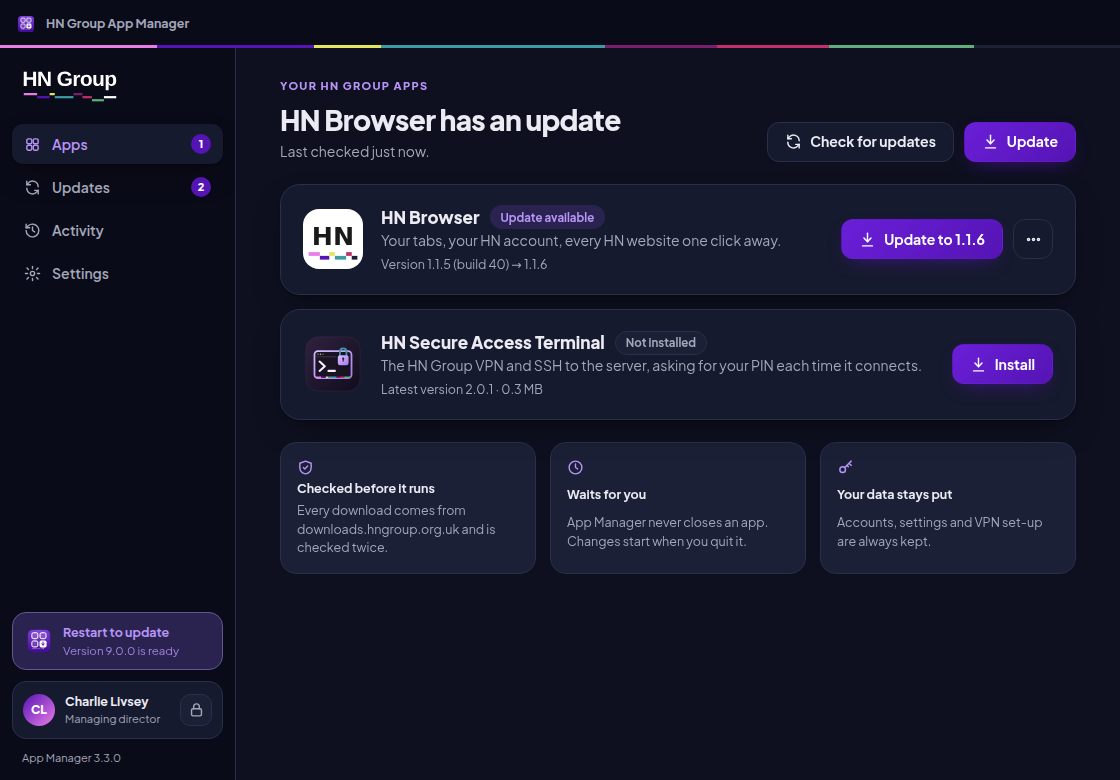 HN Group App Manager
HN Group
Apps 1
Updates 2
Activity
Settings
Restart to update
Version 9.0.0 is ready
CL
Charlie Livsey
Managing director
App Manager 3.3.0
YOUR HN GROUP APPS
HN Browser has an update
Last checked just now.
Check for updates
Update
HN
HN Browser Update available
Your tabs, your HN account, every HN website one click away.
Version 1.1.5 (build 40) → 1.1.6
Update to 1.1.6
HN Secure Access Terminal Not installed
The HN Group VPN and SSH to the server, asking for your PIN each time it connects.
Latest version 2.0.1 · 0.3 MB
Install
Checked before it runs
Every download comes from
downloads.hngroup.org.uk and is
checked twice.
Waits for you
App Manager never closes an app.
Changes start when you quit it.
Your data stays put
Accounts, settings and VPN set-up
are always kept.